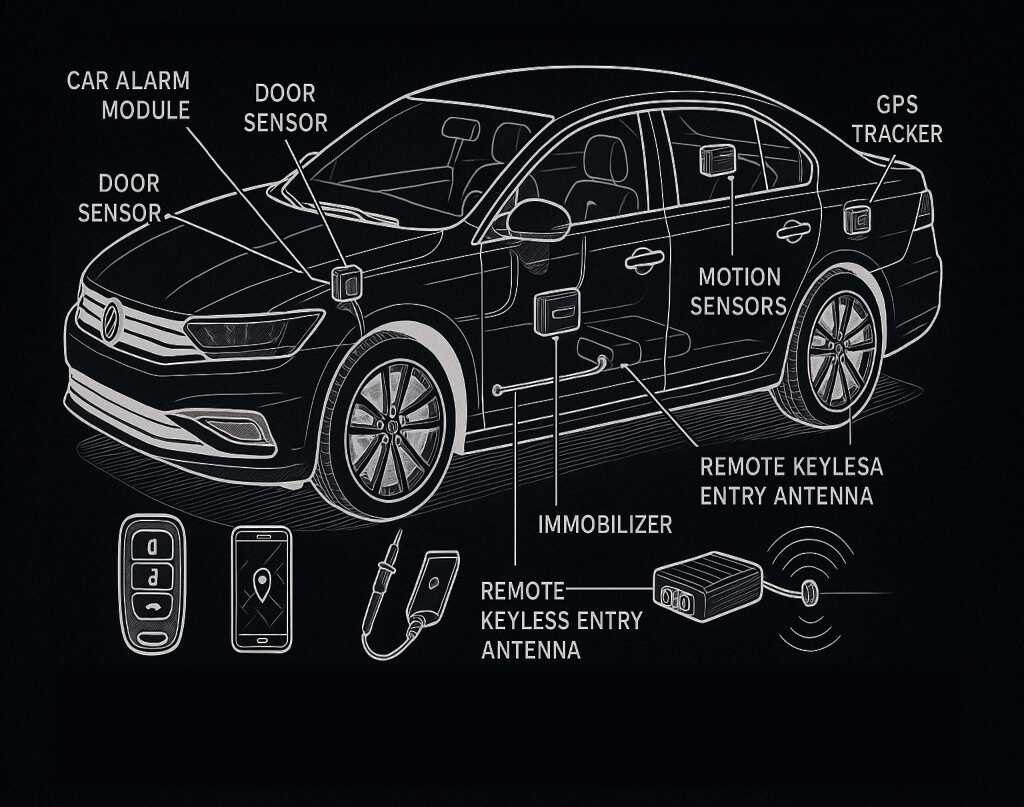 CAR ALARM
MODULE
DOOR
SENSOR
GPS
TRACKER
DOOR
SENSOR
MOTION
SENSORS
REMOTE KEYLESA
ENTRY ANTENNA
IMMOBILIZER
REMOTE
KEYLESS ENTRY
ANTENNA